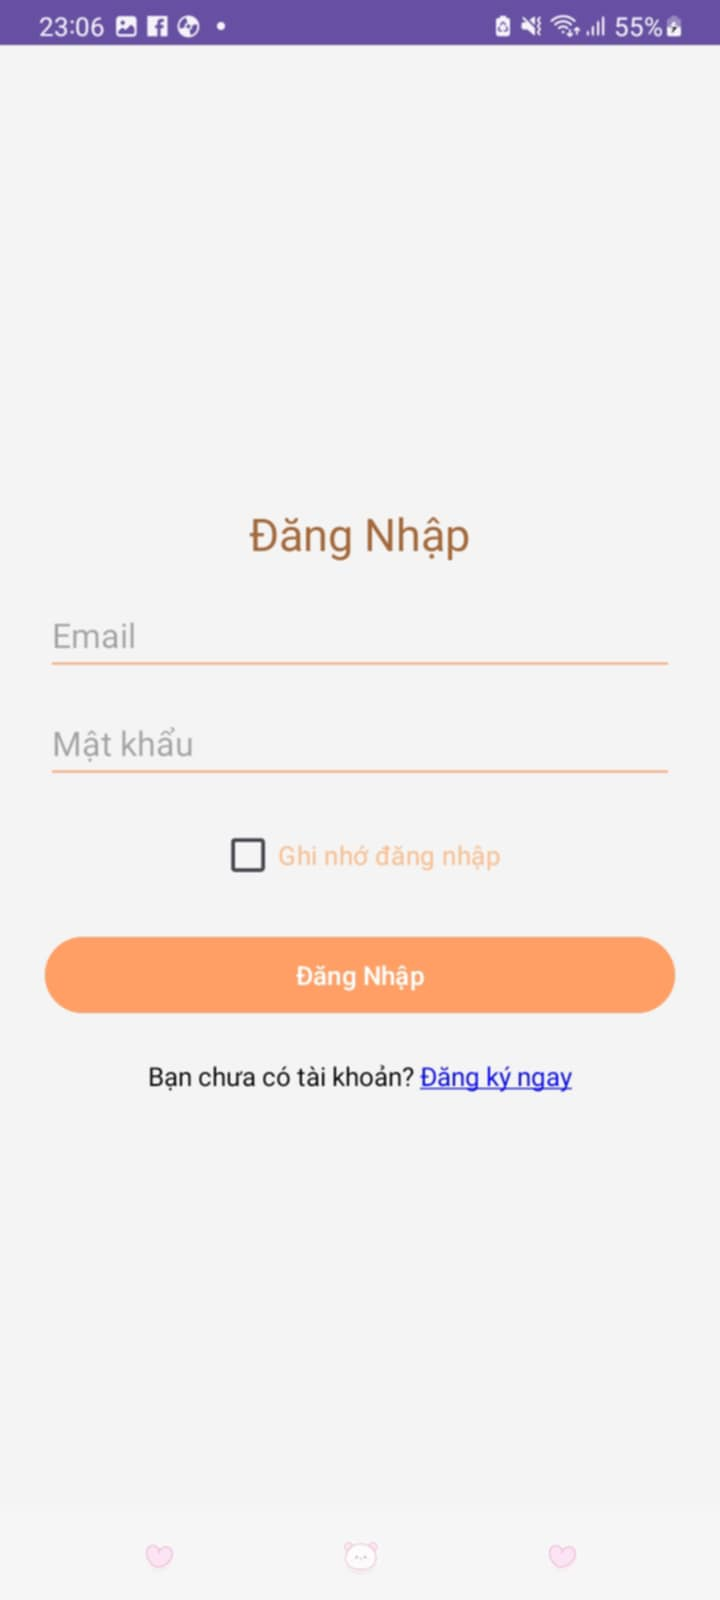 23:06 55%
Đăng Nhập
Email
Mật khẩu
Ghi nhớ đăng nhập
Đăng Nhập
Bạn chưa có tài khoản? Đăng ký ngay